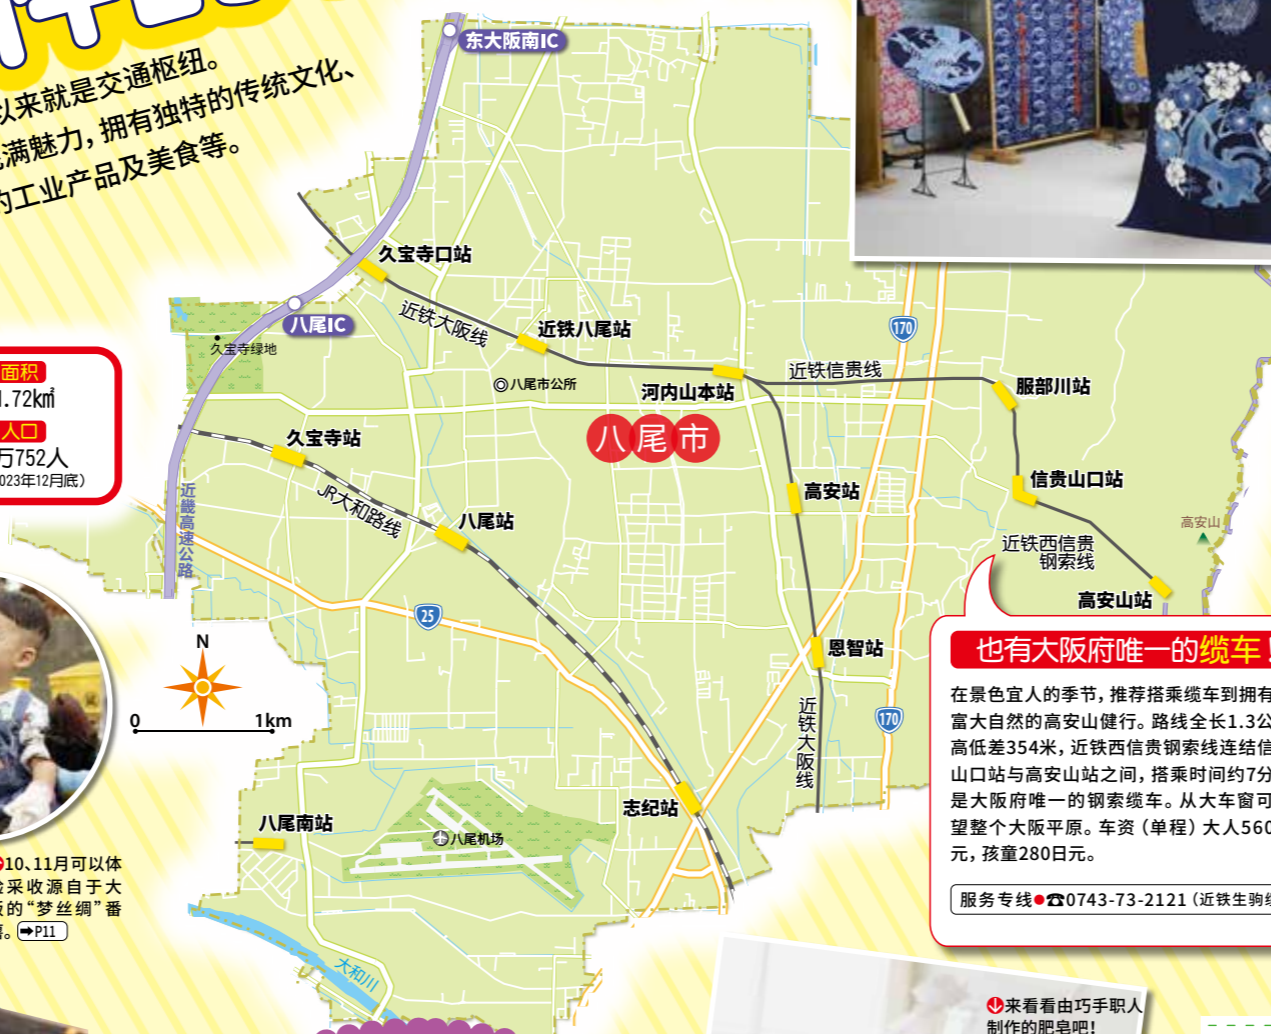 以来就是交通枢纽。
满魅力，拥有独特的传统文化、
的工业产品及美食等。
东大阪南IC
久宝寺口站
八尾IC
近铁大阪线
近铁八尾站
久宝寺绿地
八尾市公所
河内山本站
近铁信贵线
170
服部川站
面积
.72k㎡
人口
万752人
023年12月底）
八尾市
久宝寺站
JR大和路线
八尾站
高安站
信贵山口站
高安山
近铁西信贵
钢索线
高安山站
近畿高速公路
25
恩智站
N
0 1km
近铁大阪线
170
志纪站
八尾南站
八尾机场
大和川
也有大阪府唯一的缆车！
在景色宜人的季节，推荐搭乘缆车到拥有
富大自然的高安山健行。路线全长1.3公
高低差354米，近铁西信贵钢索线连结信
山口站与高安山站之间，搭乘时间约7分
是大阪府唯一的钢索缆车。从大车窗可
望整个大阪平原。车资（单程）大人560
元，孩童280日元。
服务专线●☎0743-73-2121（近铁生驹
10、11月可以体
采收源自于大
的“梦丝绸”番
。➡P11
来看看由巧手职人
制作的肥皂吧！